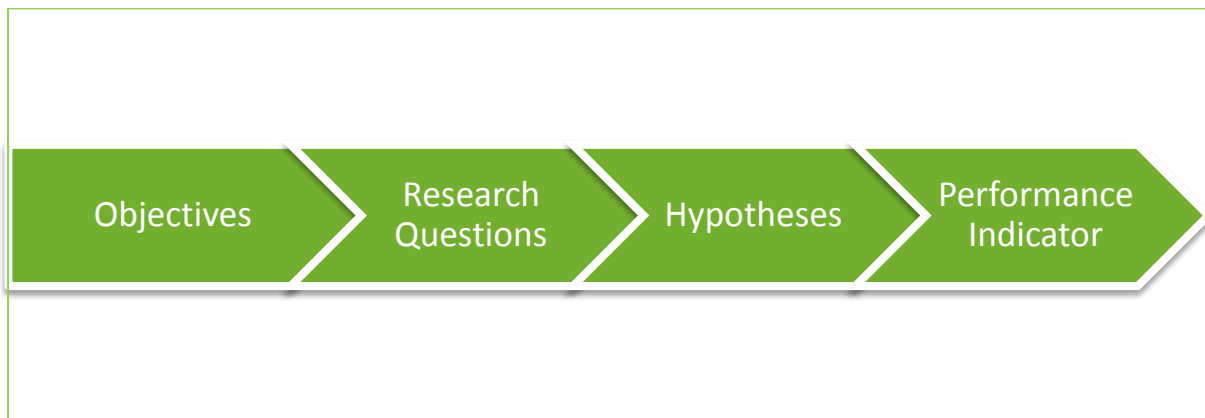 Objectives
Research
Questions
Hypotheses
Performance
Indicator